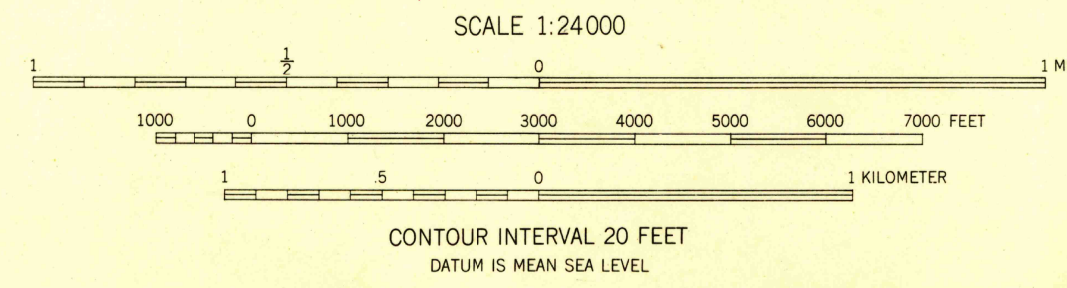 SCALE 1:24000
1 1/2 0 1 M
1000 0 1000 2000 3000 4000 5000 6000 7000 FEET
1 .5 0 1 KILOMETER
CONTOUR INTERVAL 20 FEET
DATUM IS MEAN SEA LEVEL